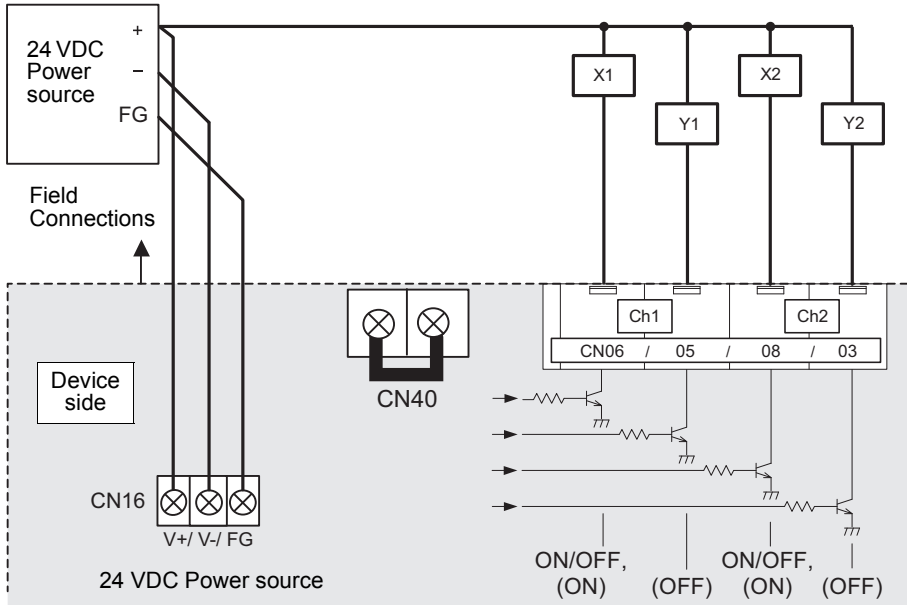 24 VDC
Power
source
+
−
FG
X1
Y1
X2
Y2
Field
Connections
Ch1
Ch2
CN06 / 05 / 08 / 03
Device
side
CN40
CN16
V+/ V-/ FG
24 VDC Power source
ON/OFF,
(ON)
(OFF)
ON/OFF,
(ON)
(OFF)